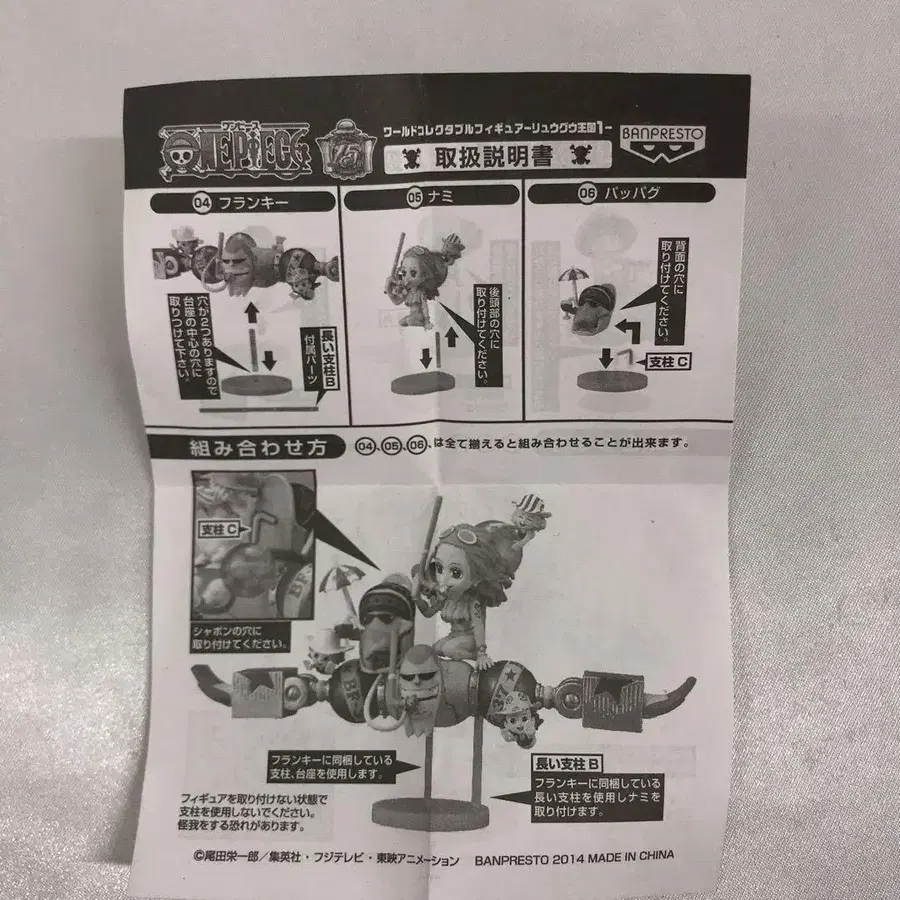 ワンピース
ONE PIECE
15
ワールドコレクタブルフィギュアーリュウグウ王国1ー
取扱説明書
BANPRESTO
04 フランキー
穴が2つありますので
台座の中心の穴に
取りつけて下さい。
長い支柱B
付属パーツ
05 ナミ
後頭部の穴に
取り付けてください。
06 パッパグ
背面の穴に
取り付けてください。
支柱 C
組み合わせ方
04、05、06、は全て揃えると組み合わせることが出来ます。
支柱 C
シャボンの穴に
取り付けてください。
BF
37
フランキーに同梱している
支柱、台座を使用します。
長い支柱 B
フランキーに同梱している
長い支柱を使用しナミを
取り付けます。
フィギュアを取り付けない状態で
支柱を使用しないでください。
怪我をする恐れがあります。
©尾田栄一郎／集英社・フジテレビ・東映アニメーション BANPRESTO 2014 MADE IN CHINA